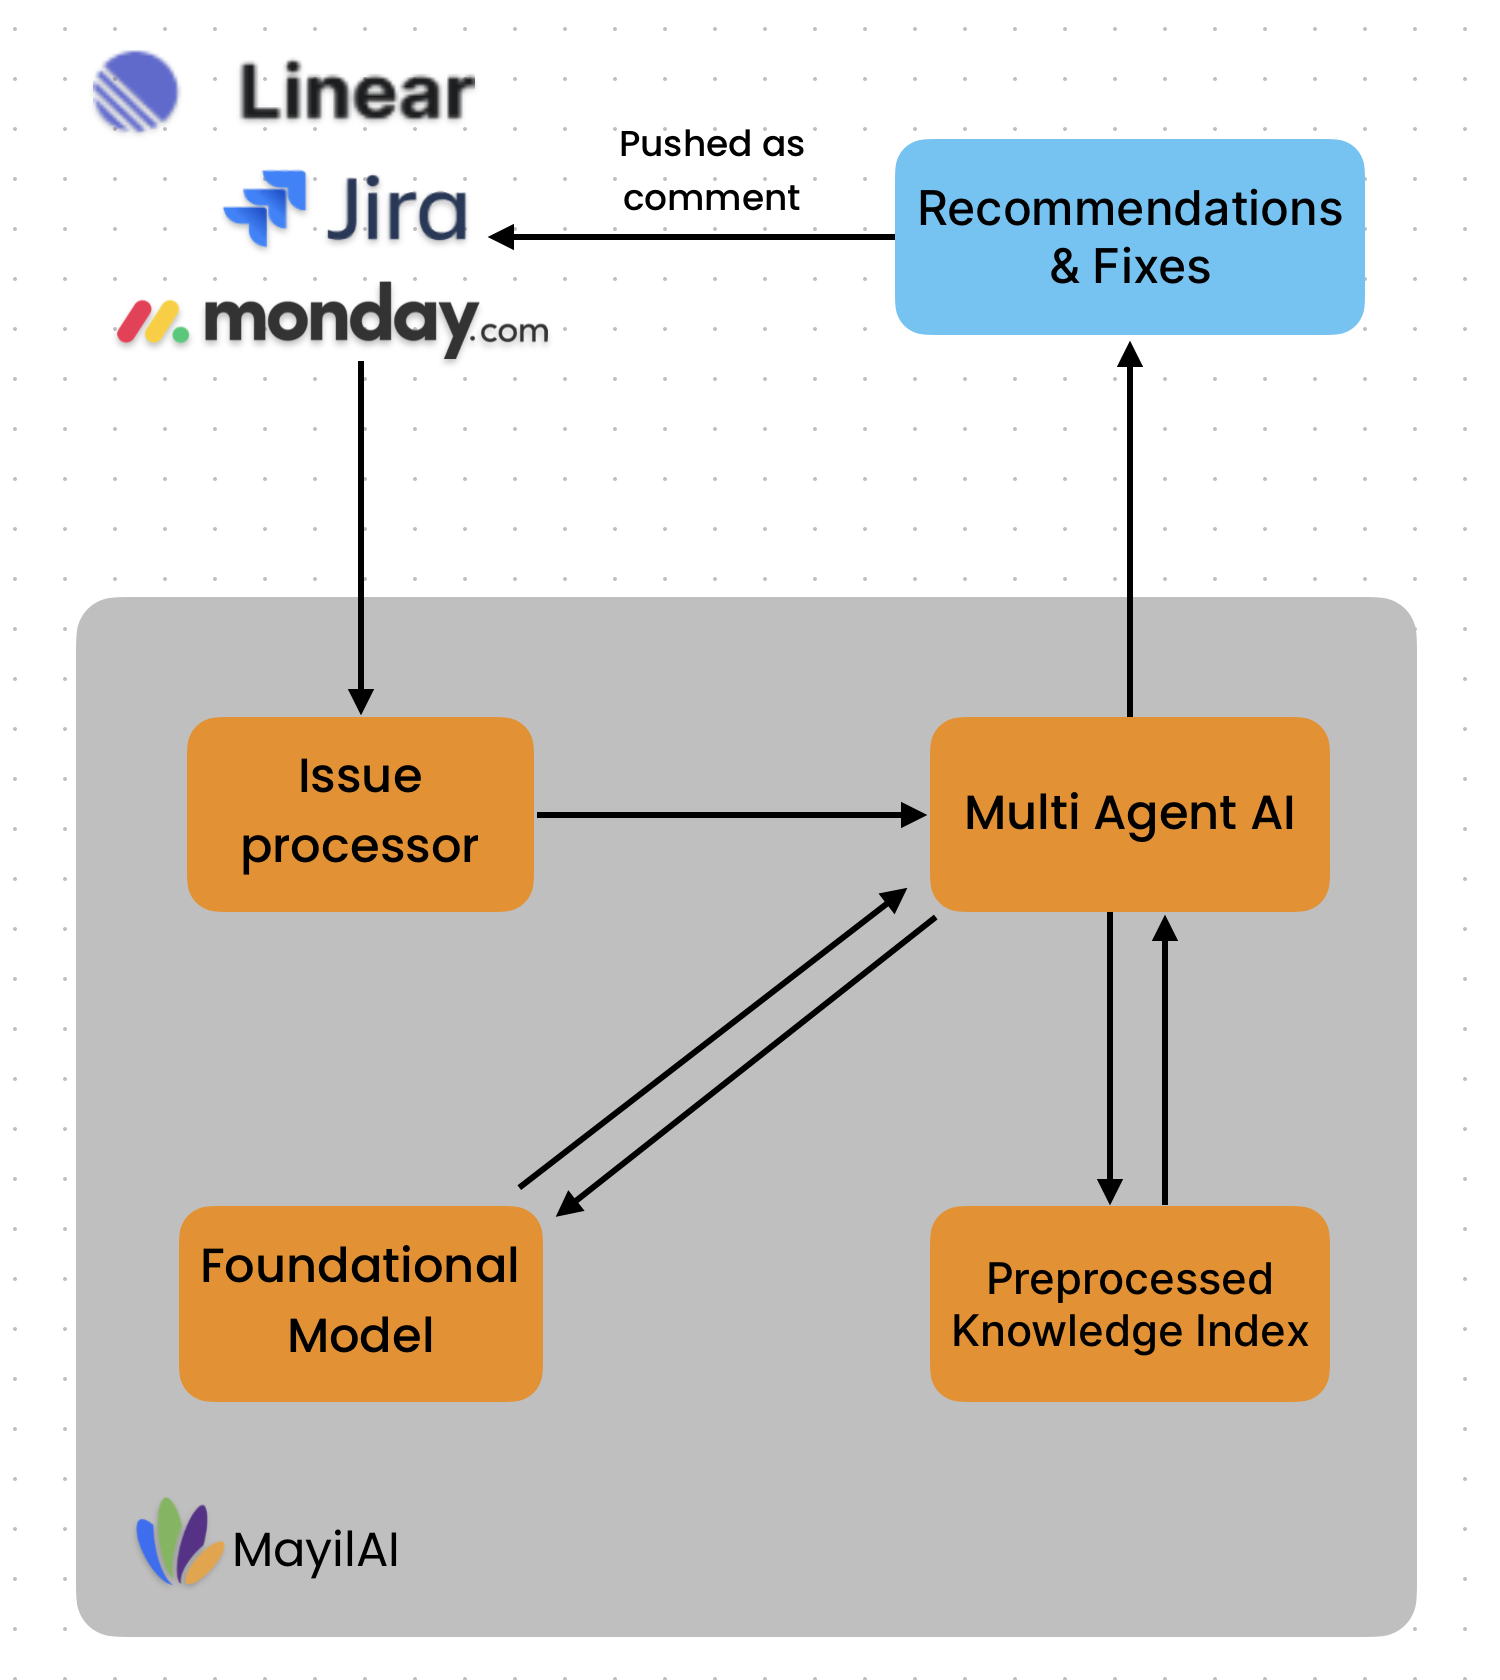 Linear
Jira
monday.com
Pushed as
comment
Recommendations
& Fixes
Issue
processor
Multi Agent AI
Foundational
Model
Preprocessed
Knowledge Index
MayilAI